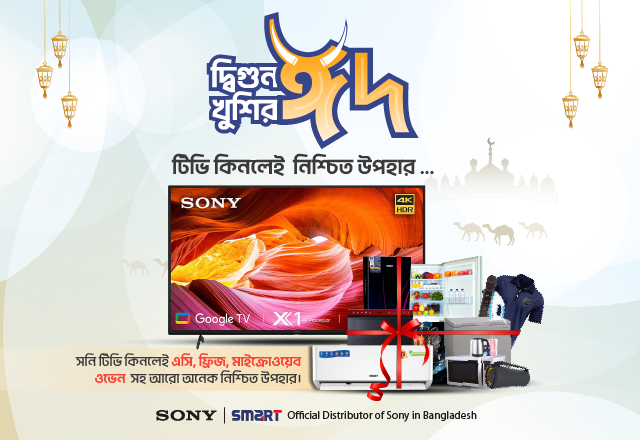 দ্বিগুন
খুশির
ঈদ
টিভি কিনলেই নিশ্চিত উপহার ...
SONY
4K
HDR
Google TV
X1
Processor
সনি টিভি কিনলেই এসি, ফ্রিজ, মাইক্রোওয়েব
ওভেন সহ আরো অনেক নিশ্চিত উপহার।
SONY
SMART
Official Distributor of Sony in Bangladesh